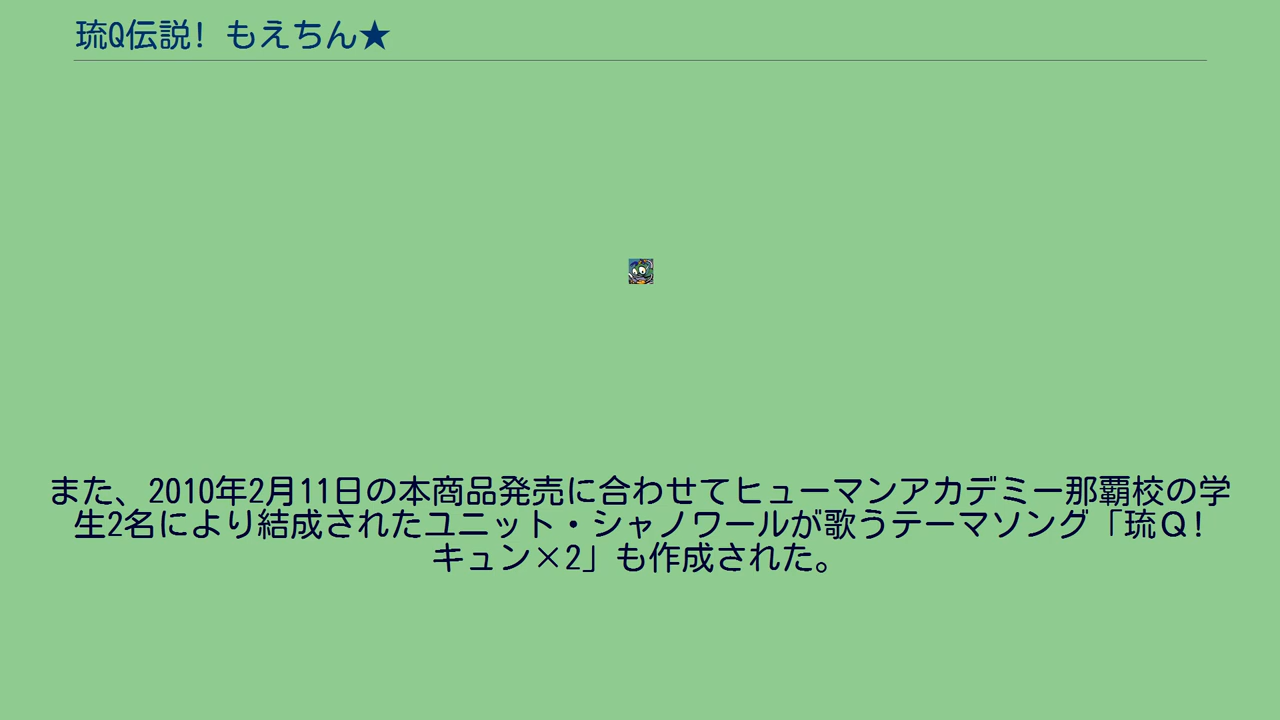 琉Q伝説! もえちん★
また、2010年2月11日の本商品発売に合わせてヒューマンアカデミー那覇校の学
生2名により結成されたユニット・シャノワールが歌うテーマソング「琉Ｑ!
キュン×2」も作成された。